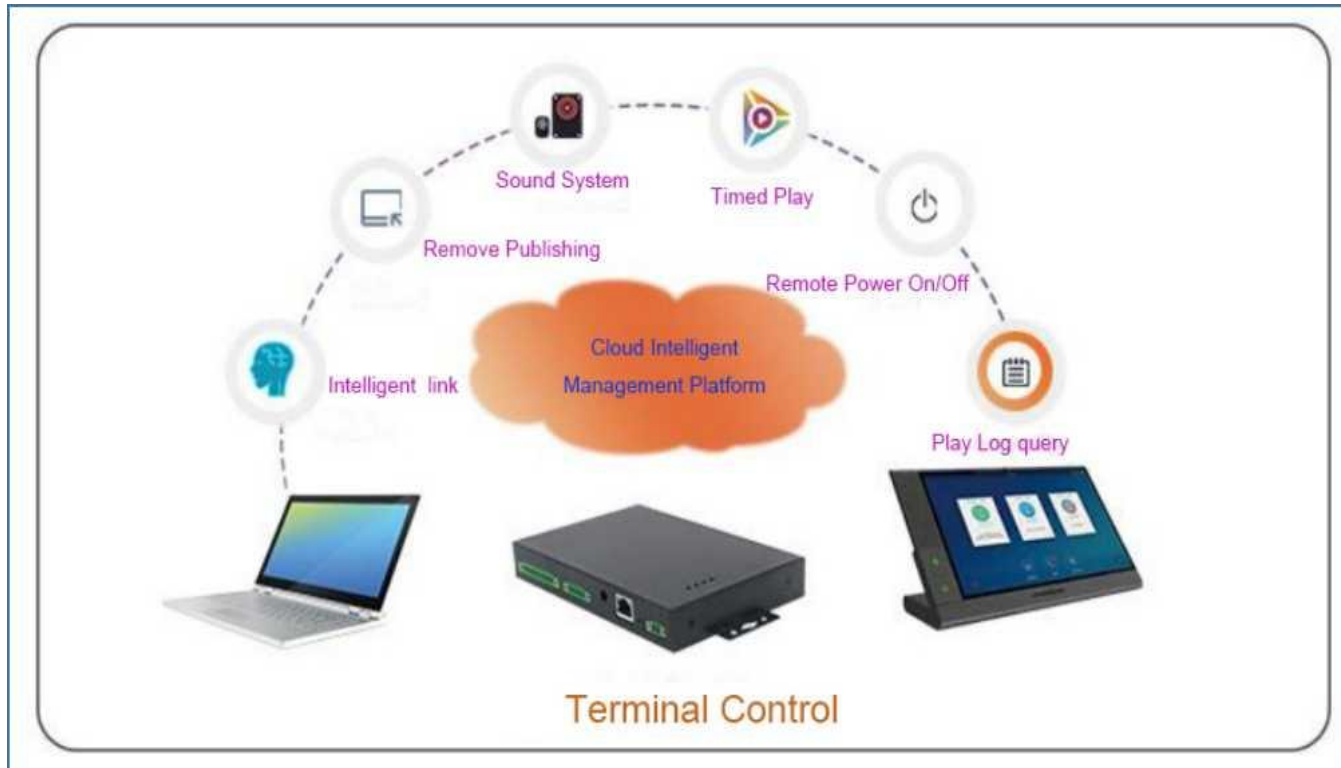 Sound System
Timed Play
Remove Publishing
Remote Power On/Off
Cloud Intelligent
Management Platform
Intelligent link
Play Log query
Terminal Control